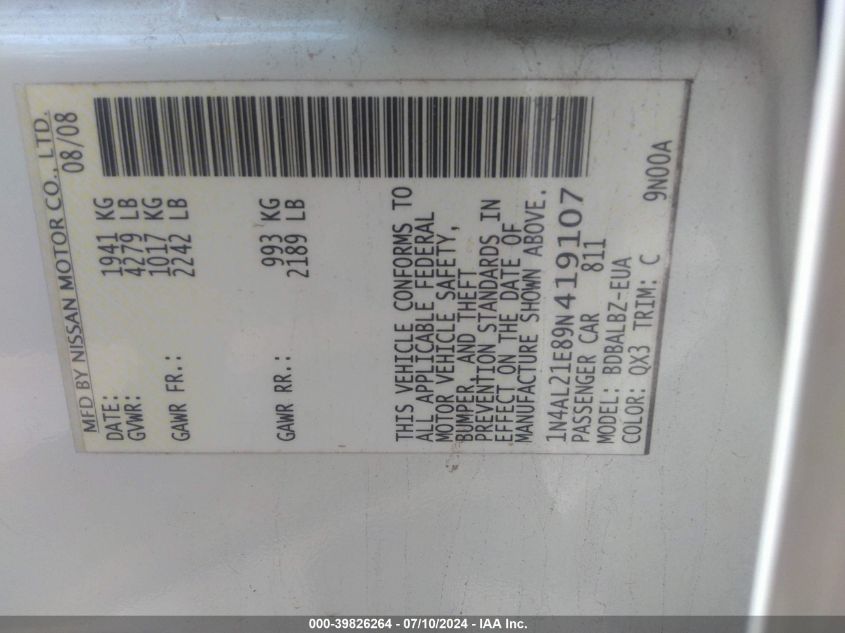 MFD BY NISSAN MOTOR CO., LTD.
DATE: 08/08
GVWR: 1941 KG
4279 LB
GAWR FR.: 1017 KG
2242 LB
GAWR RR.: 993 KG
2189 LB
THIS VEHICLE CONFORMS TO
ALL APPLICABLE FEDERAL
MOTOR VEHICLE SAFETY,
BUMPER, AND THEFT
PREVENTION STANDARDS IN
EFFECT ON THE DATE OF
MANUFACTURE SHOWN ABOVE.
1N4AL21E89N419107
PASSENGER CAR 811
MODEL: BDBALBZ-EUA
COLOR: QX3 TRIM: C 9N00A
000-39826264 - 07/10/2024 - IAA Inc.